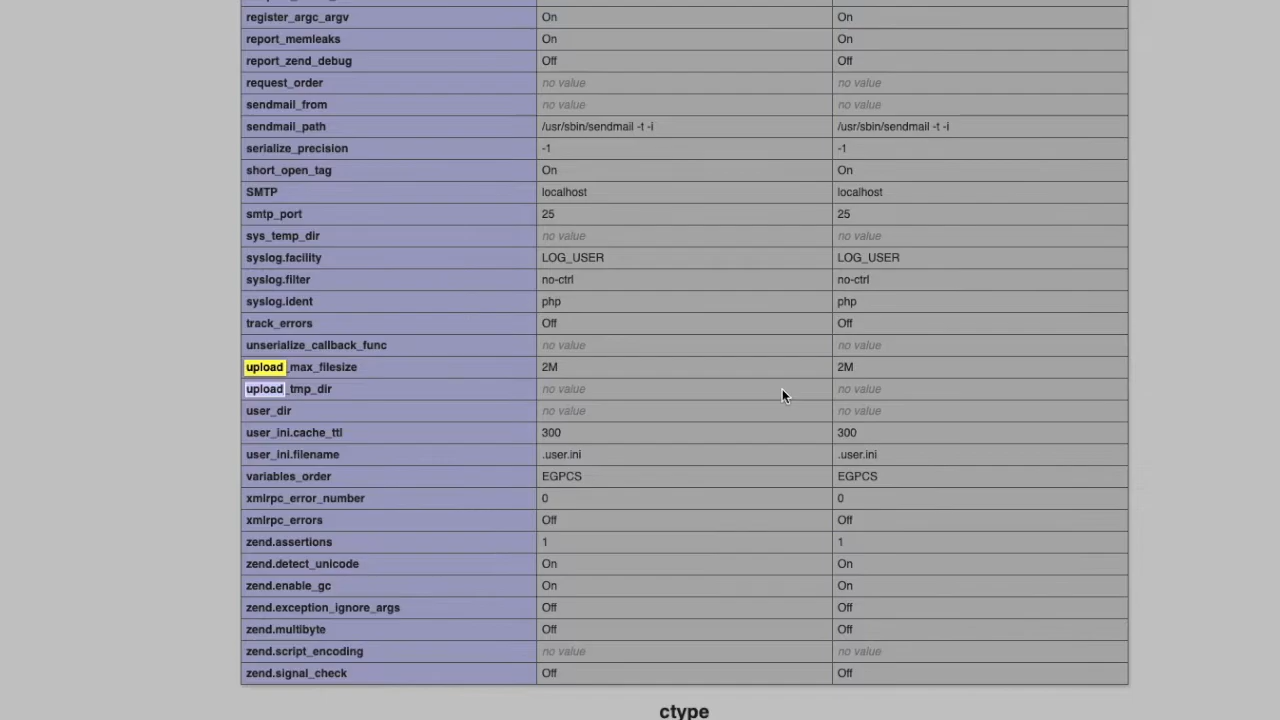 register_argc_argv On On
report_memleaks On On
report_zend_debug Off Off
request_order no value no value
sendmail_from no value no value
sendmail_path /usr/sbin/sendmail -t -i /usr/sbin/sendmail -t -i
serialize_precision -1 -1
short_open_tag On On
SMTP localhost localhost
smtp_port 25 25
sys_temp_dir no value no value
syslog.facility LOG_USER LOG_USER
syslog.filter no-ctrl no-ctrl
syslog.ident php php
track_errors Off Off
unserialize_callback_func no value no value
upload_max_filesize 2M 2M
upload_tmp_dir no value no value
user_dir no value no value
user_ini.cache_ttl 300 300
user_ini.filename .user.ini .user.ini
variables_order EGPCS EGPCS
xmlrpc_error_number 0 0
xmlrpc_errors Off Off
zend.assertions 1 1
zend.detect_unicode On On
zend.enable_gc On On
zend.exception_ignore_args Off Off
zend.multibyte Off Off
zend.script_encoding no value no value
zend.signal_check Off Off
ctype